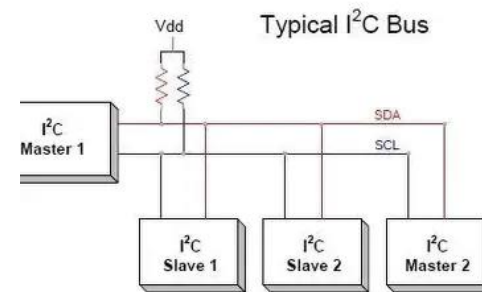 Typical I²C Bus
Vdd
SDA
SCL
I²C
Master 1
I²C
Slave 1
I²C
Slave 2
I²C
Master 2